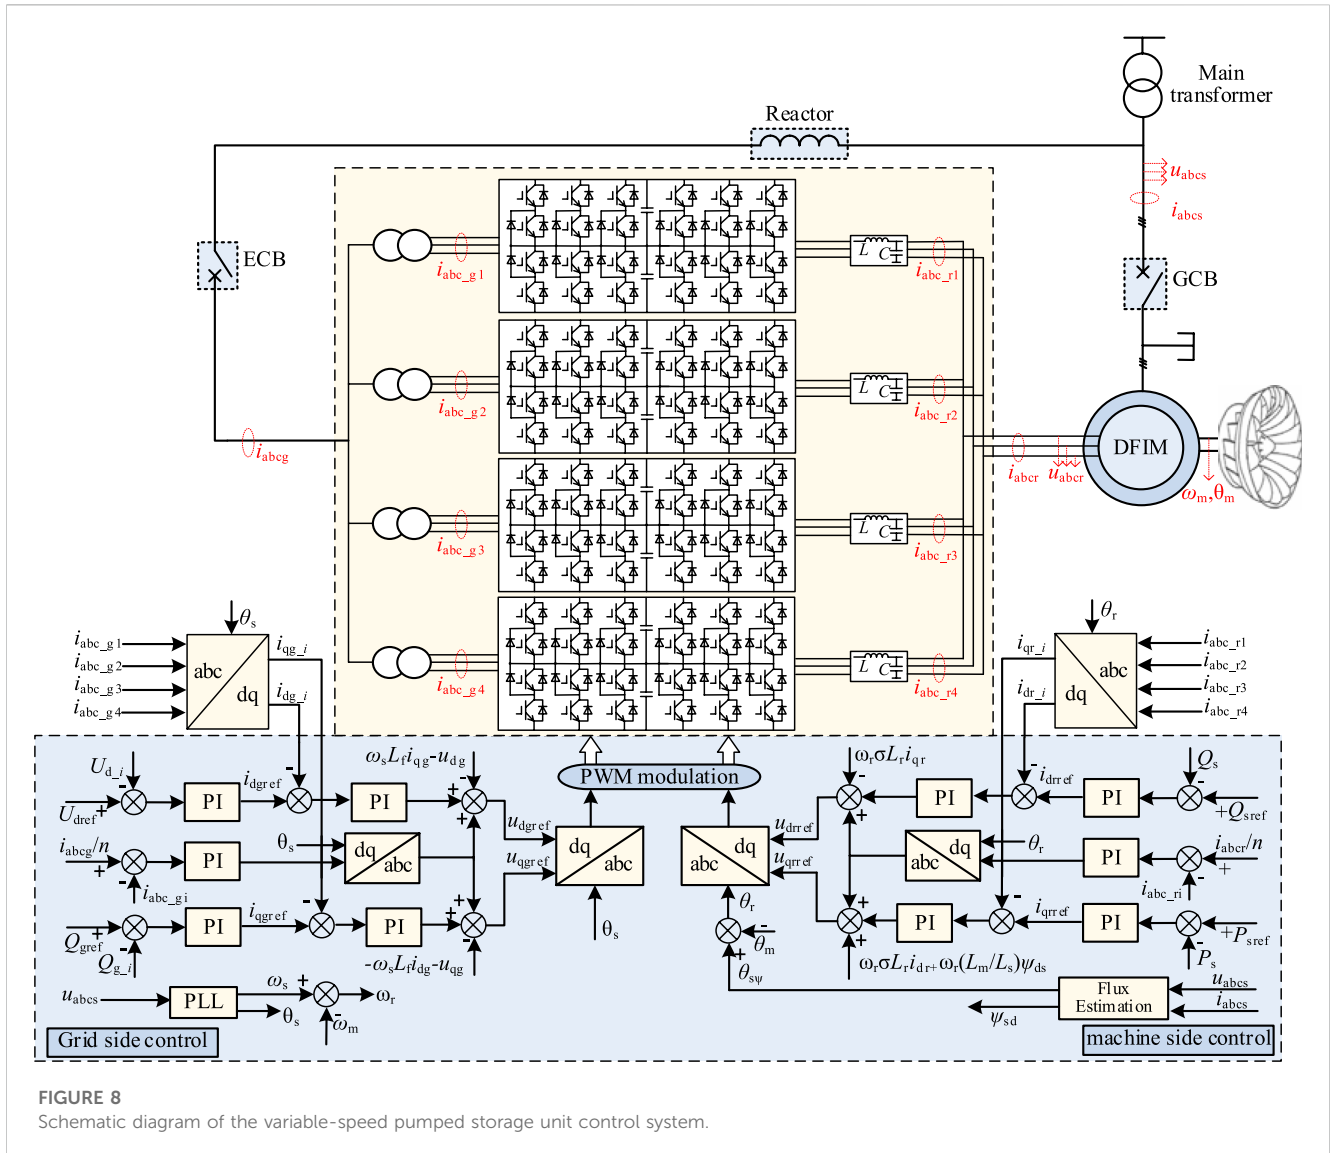 Main
transformer
Reactor
u_abcs
i_abcs
ECB
GCB
i_abc_g1
L C
i_abc_r1
i_abc_g2
L C
i_abc_r2
i_abcg
i_abcr
u_abcr
DFIM
ω_m,θ_m
i_abc_g3
L C
i_abc_r3
i_abc_g4
L C
i_abc_r4
θ_s
i_abc_g1
i_abc_g2
i_abc_g3
i_abc_g4
abc
dq
i_qg_i
i_dg_i
θ_r
i_qr_i
i_dr_i
abc
dq
i_abc_r1
i_abc_r2
i_abc_r3
i_abc_r4
PWM modulation
U_d_i
-
U_dref +
PI
i_dgref
-
PI
ω_sL_fi_qg-u_dg
-
+
+
u_dgref
i_abcg/n
+
-
i_abc_gi
PI
θ_s
dq
abc
u_qgref
dq
abc
θ_s
Q_gref +
-
Q_g_i
PI
i_qgref
-
PI
+
+
-
-ω_sL_fi_dg-u_qg
u_abcs
PLL
ω_s +
θ_s
-
ω_m
ω_r
Grid side control
ω_rσL_ri_qr
-
+
u_drref
PI
-
i_drref
PI
Q_s
-
+Q_sref
dq
abc
u_qrref
abc
dq
θ_r
PI
i_abcr/n
+
-
i_abc_ri
θ_r
-
θ_m
+
θ_sψ
+
+
PI
-
i_qrref
PI
+P_sref
-
P_s
ω_rσL_ri_dr+ω_r(L_m/L_s)ψ_ds
Flux
Estimation
u_abcs
i_abcs
ψ_sd
machine side control
FIGURE 8
Schematic diagram of the variable-speed pumped storage unit control system.